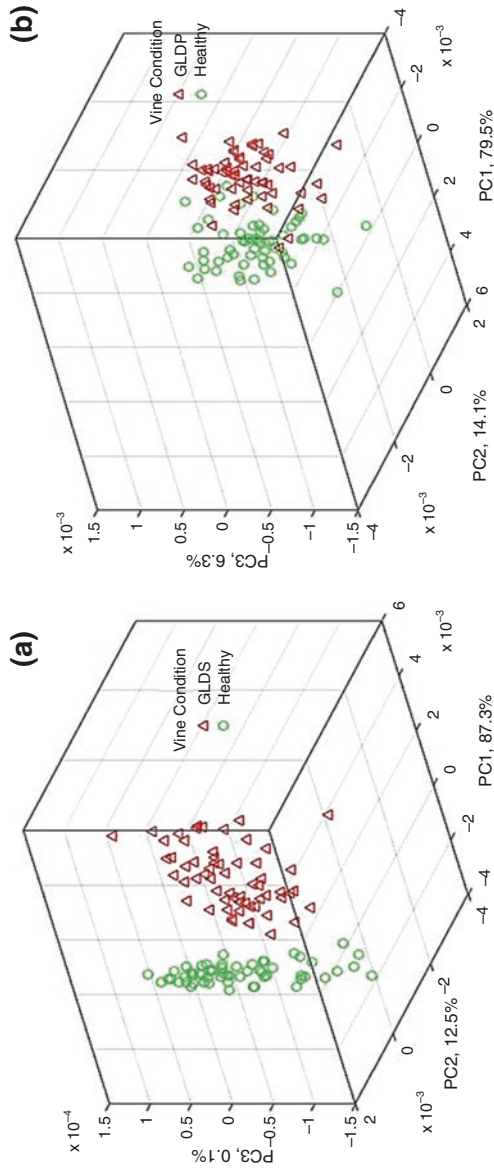 (a)
x 10⁻⁴
1.5
1
0.5
0
−0.5
−1
−1.5
PC3, 0.1%
Vine Condition
GLDS
Healthy
2
0
−2
−4
x 10⁻³
PC2, 12.5%
−4
−2
0
2
4
6
x 10⁻³
PC1, 87.3%
(b)
x 10⁻³
1.5
1
0.5
0
−0.5
−1
−1.5
PC3, 6.3%
Vine Condition
GLDP
Healthy
−4
−2
0
2
x 10⁻³
PC2, 14.1%
6
4
2
0
−2
−4
x 10⁻³
PC1, 79.5%